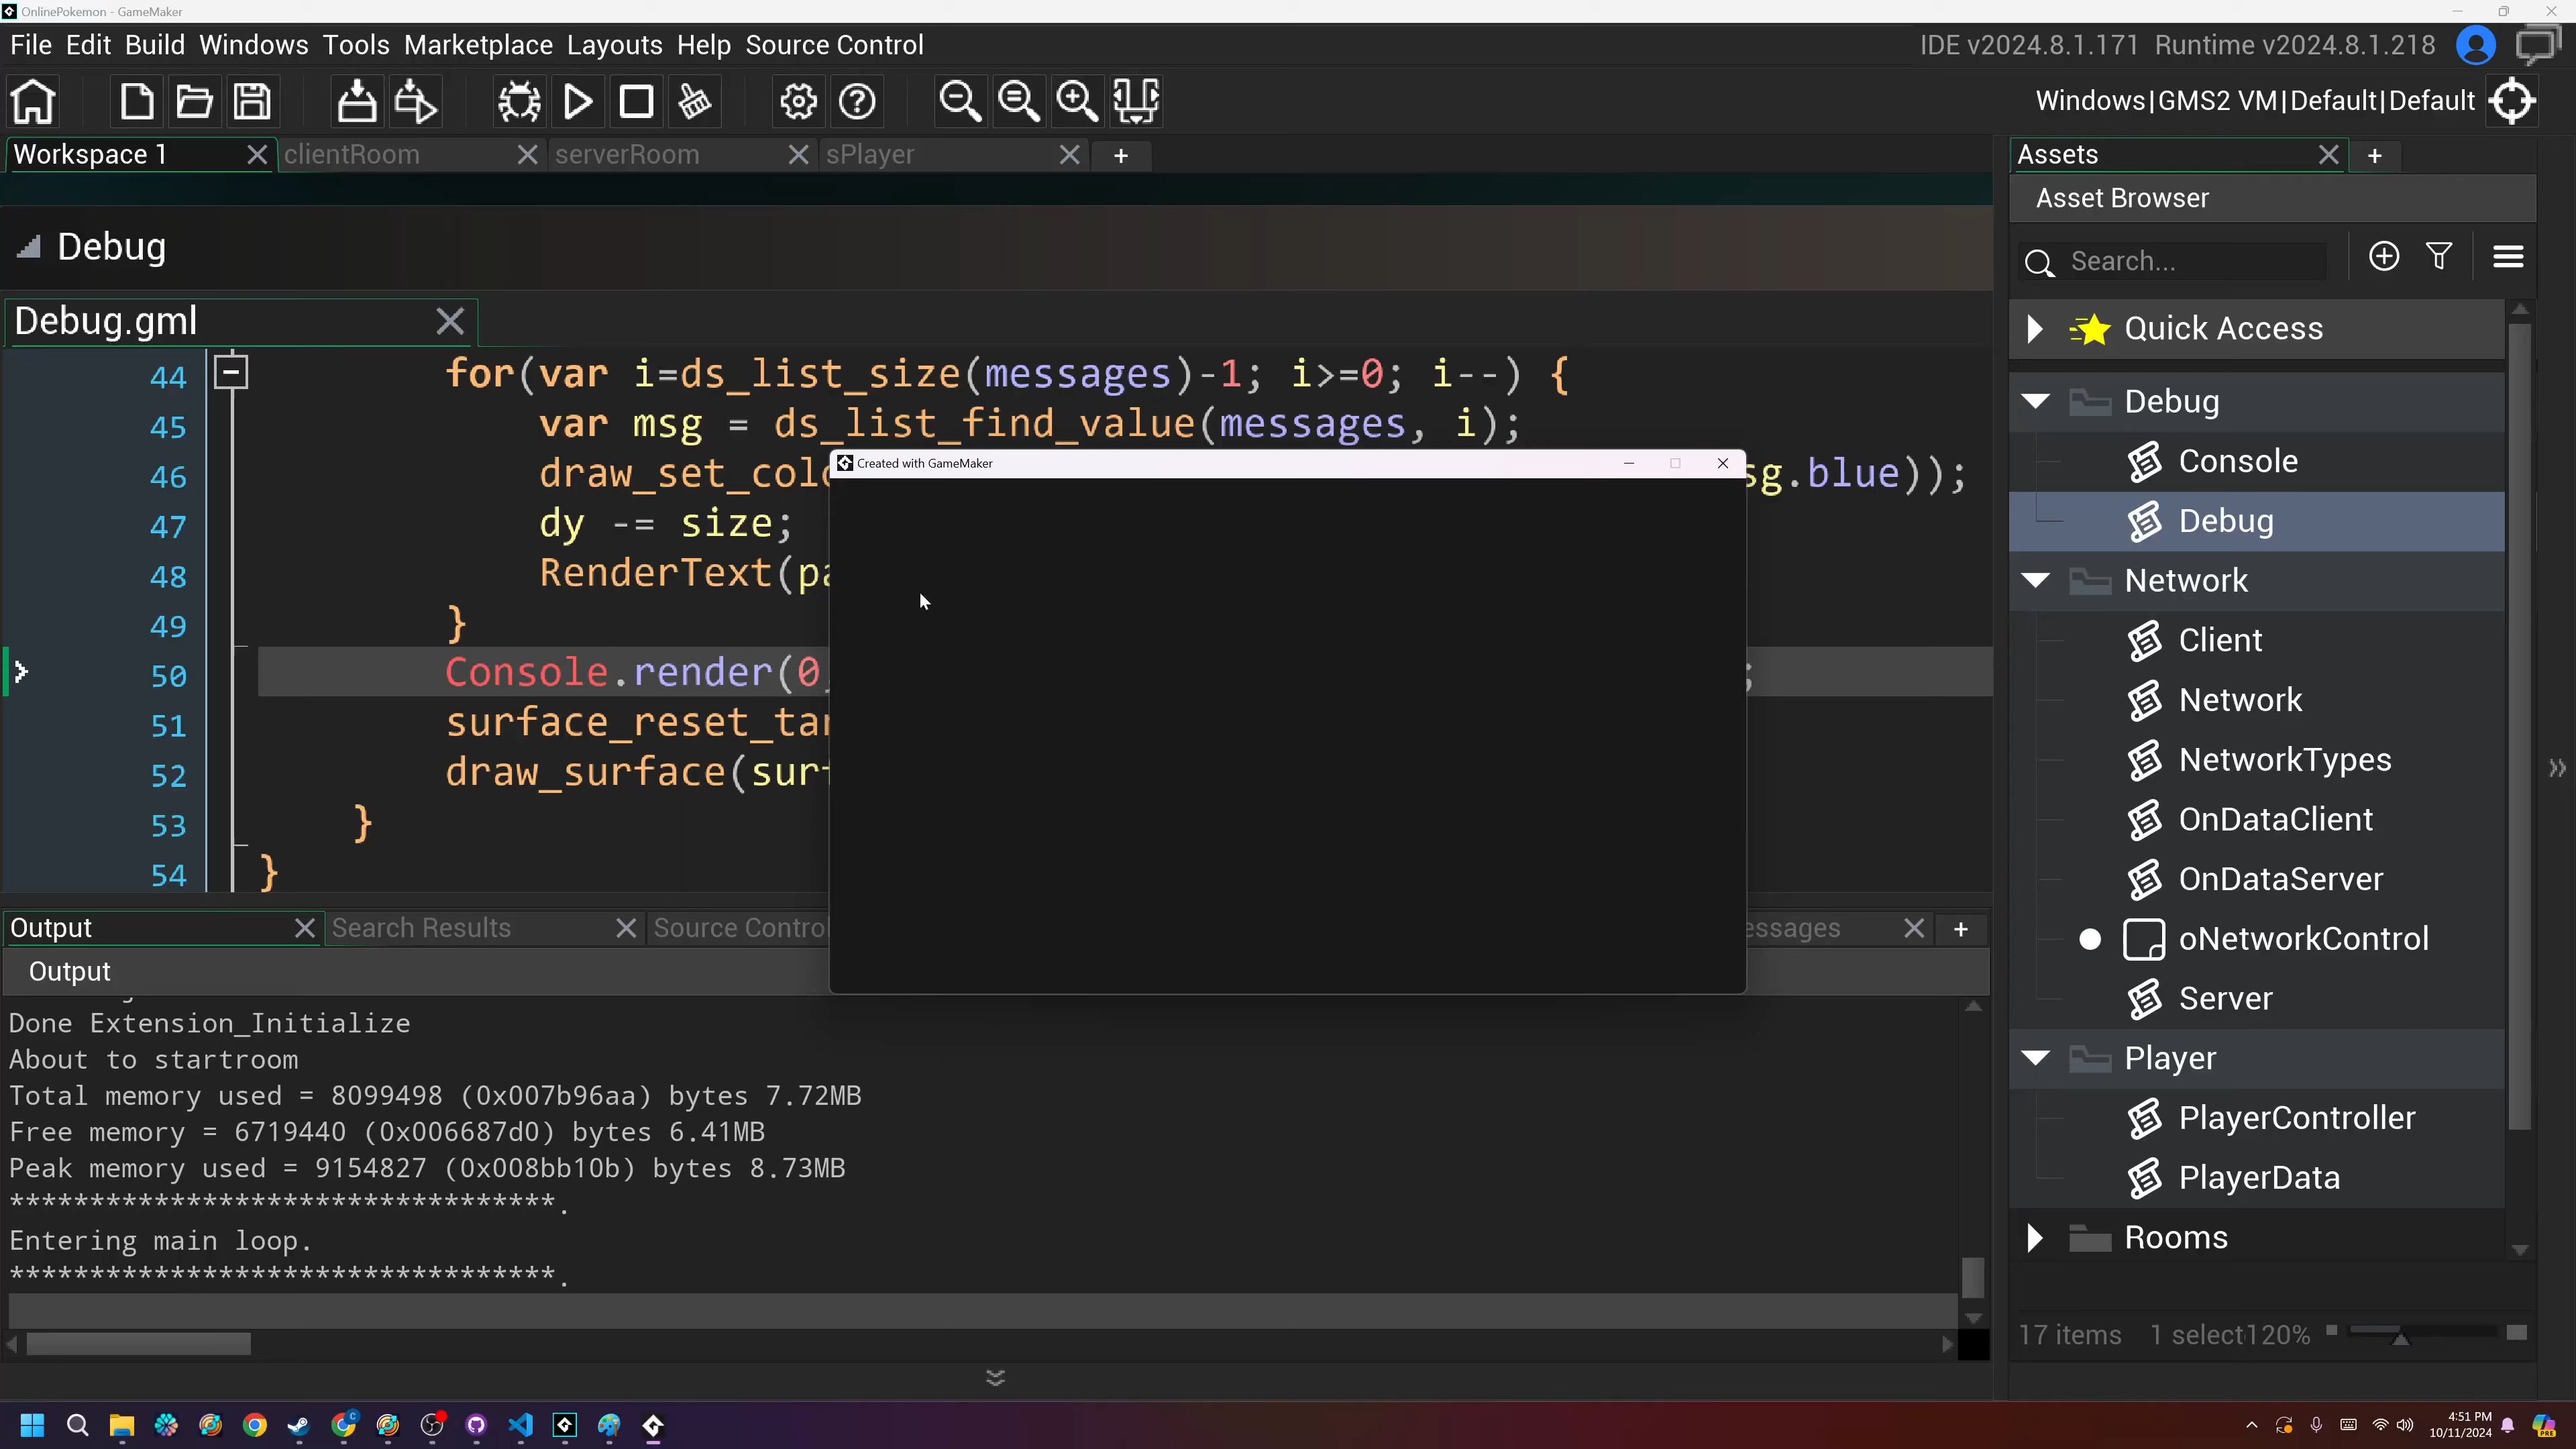 OnlinePokemon - GameMaker
File Edit Build Windows Tools Marketplace Layouts Help Source Control
IDE v2024.8.1.171 Runtime v2024.8.1.218
Windows|GMS2 VM|Default|Default
Workspace 1 clientRoom serverRoom sPlayer +
Debug
Debug.gml
44 for(var i=ds_list_size(messages)-1; i>=0; i--) {
45 var msg = ds_list_find_value(messages, i);
46 draw_set_colo sg.blue));
47 dy -= size;
48 RenderText(pa
49 }
50 Console.render(0, ;
51 surface_reset_tar
52 draw_surface(surf
53 }
54 }
Created with GameMaker
Output Search Results Source Control essages +
Output
Done Extension_Initialize
About to startroom
Total memory used = 8099498 (0x007b96aa) bytes 7.72MB
Free memory = 6719440 (0x006687d0) bytes 6.41MB
Peak memory used = 9154827 (0x008bb10b) bytes 8.73MB
**********************************.
Entering main loop.
**********************************.
Assets +
Asset Browser
Search...
Quick Access
Debug
Console
Debug
Network
Client
Network
NetworkTypes
OnDataClient
OnDataServer
oNetworkControl
Server
Player
PlayerController
PlayerData
Rooms
17 items 1 select 120%
4:51 PM
10/11/2024
PRE